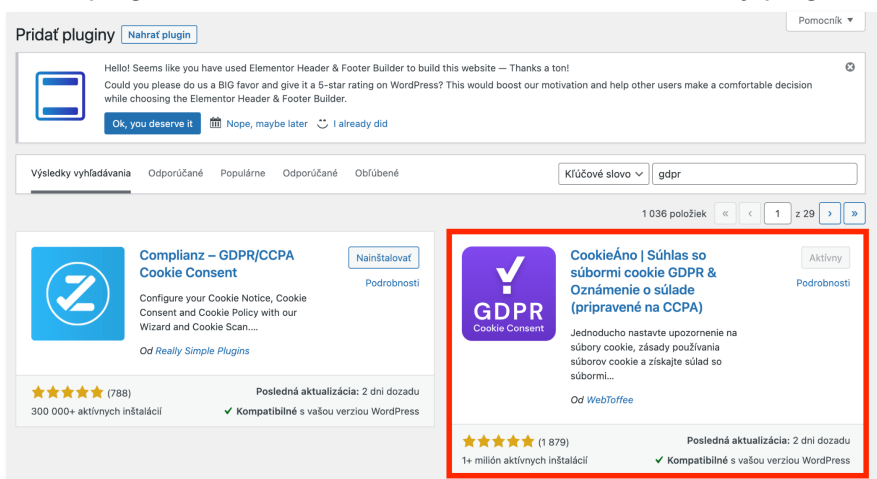 Pomocník ▼
Pridať pluginy Nahrať plugin
Hello! Seems like you have used Elementor Header & Footer Builder to build this website — Thanks a ton!
Could you please do us a BIG favor and give it a 5-star rating on WordPress? This would boost our motivation and help other users make a comfortable decision
while choosing the Elementor Header & Footer Builder.
Ok, you deserve it Nope, maybe later I already did
Výsledky vyhľadávania Odporúčané Populárne Odporúčané Obľúbené Kľúčové slovo gdpr
1 036 položiek « ‹ 1 z 29 › »
Complianz – GDPR/CCPA
Cookie Consent
Nainštalovať
Podrobnosti
Configure your Cookie Notice, Cookie
Consent and Cookie Policy with our
Wizard and Cookie Scan....
Od Really Simple Plugins
(788)
300 000+ aktívnych inštalácií
Posledná aktualizácia: 2 dni dozadu
✔ Kompatibilné s vašou verziou WordPress
GDPR
Cookie Consent
CookieÁno | Súhlas so
súbormi cookie GDPR &
Oznámenie o súlade
(pripravené na CCPA)
Aktívny
Podrobnosti
Jednoducho nastavte upozornenie na
súbory cookie, zásady používania
súborov cookie a získajte súlad so
súbormi...
Od WebToffee
(1 879)
1+ milión aktívnych inštalácií
Posledná aktualizácia: 2 dni dozadu
✔ Kompatibilné s vašou verziou WordPress